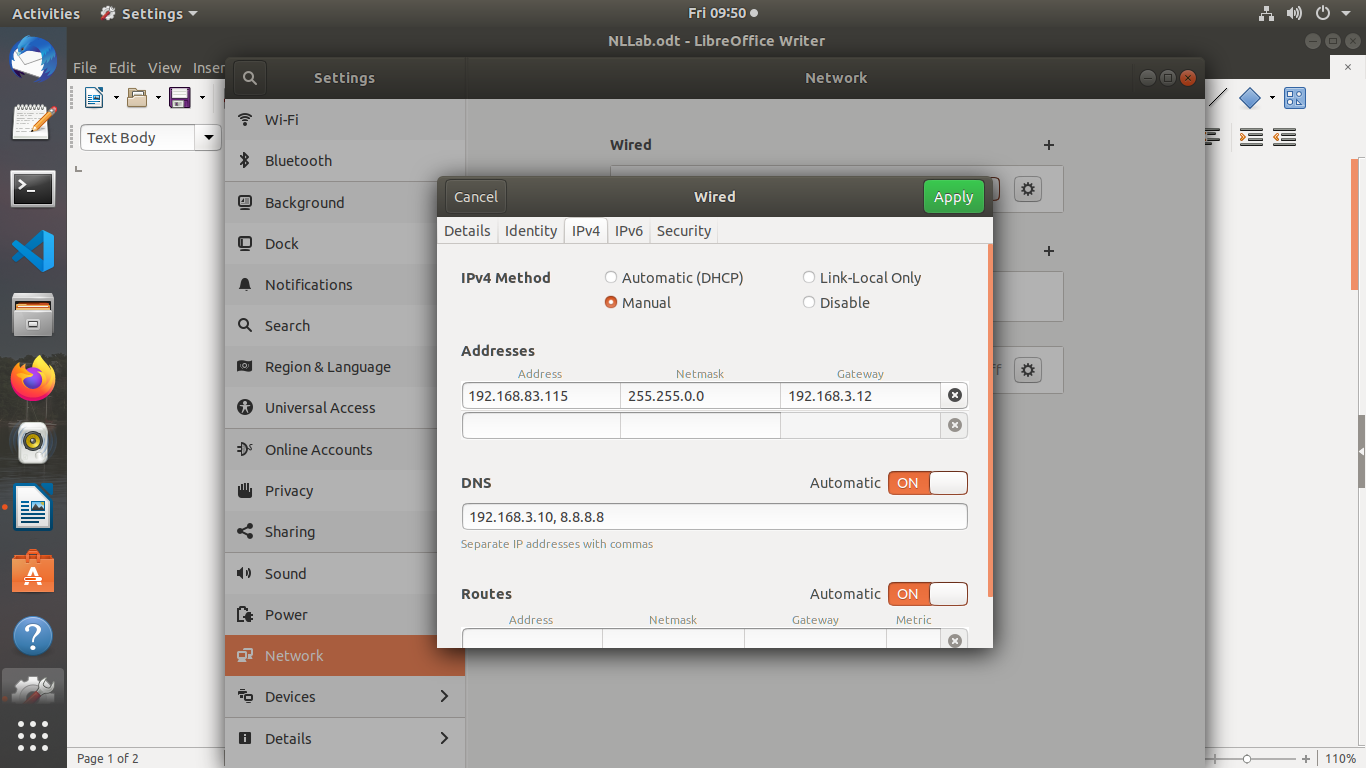 Activities Settings Fri 09:50
NLLab.odt - LibreOffice Writer
File Edit View Inser
Settings Network
Text Body
Wi-Fi
Bluetooth
Background
Dock
Notifications
Search
Region & Language
Universal Access
Online Accounts
Privacy
Sharing
Sound
Power
Network
Devices
Details
Wired
Cancel Wired Apply
Details Identity IPv4 IPv6 Security
IPv4 Method Automatic (DHCP) Link-Local Only
Manual Disable
Addresses
Address Netmask Gateway
192.168.83.115 255.255.0.0 192.168.3.12
DNS Automatic ON
192.168.3.10, 8.8.8.8
Separate IP addresses with commas
Routes Automatic ON
Address Netmask Gateway Metric
Page 1 of 2 110%